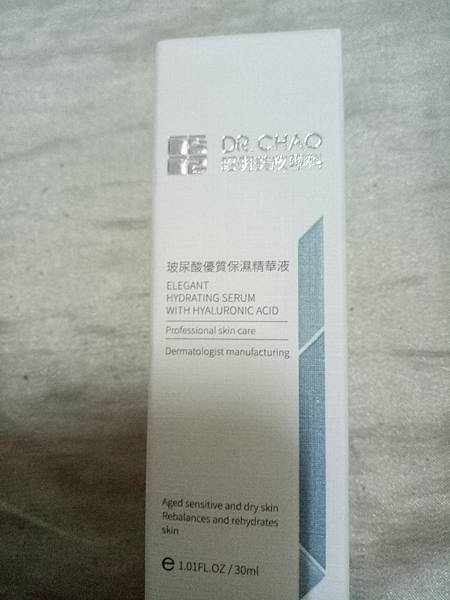 DR. CHAO
玻尿酸優質保濕精華液
ELEGANT
HYDRATING SERUM
WITH HYALURONIC ACID
Professional skin care
Dermatologist manufacturing
Aged sensitive and dry skin
Rebalances and rehydrates
skin
e 1.01FL.OZ / 30ml